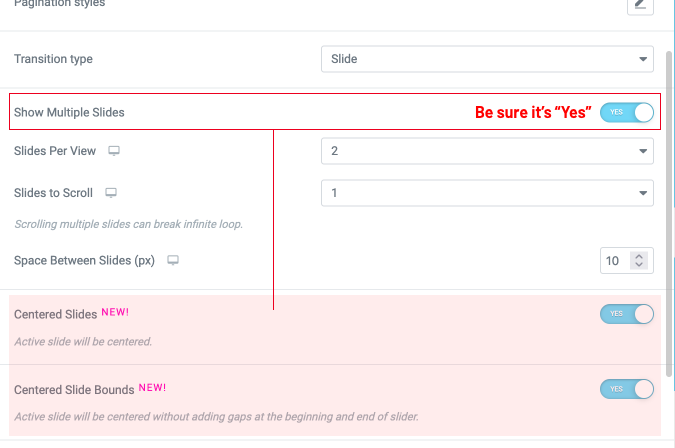 Pagination styles
Transition type
Slide
Show Multiple Slides
Be sure it's “Yes”
YES
Slides Per View
2
Slides to Scroll
1
Scrolling multiple slides can break infinite loop.
Space Between Slides (px)
10
Centered Slides NEW!
YES
Active slide will be centered.
Centered Slide Bounds NEW!
YES
Active slide will be centered without adding gaps at the beginning and end of slider.